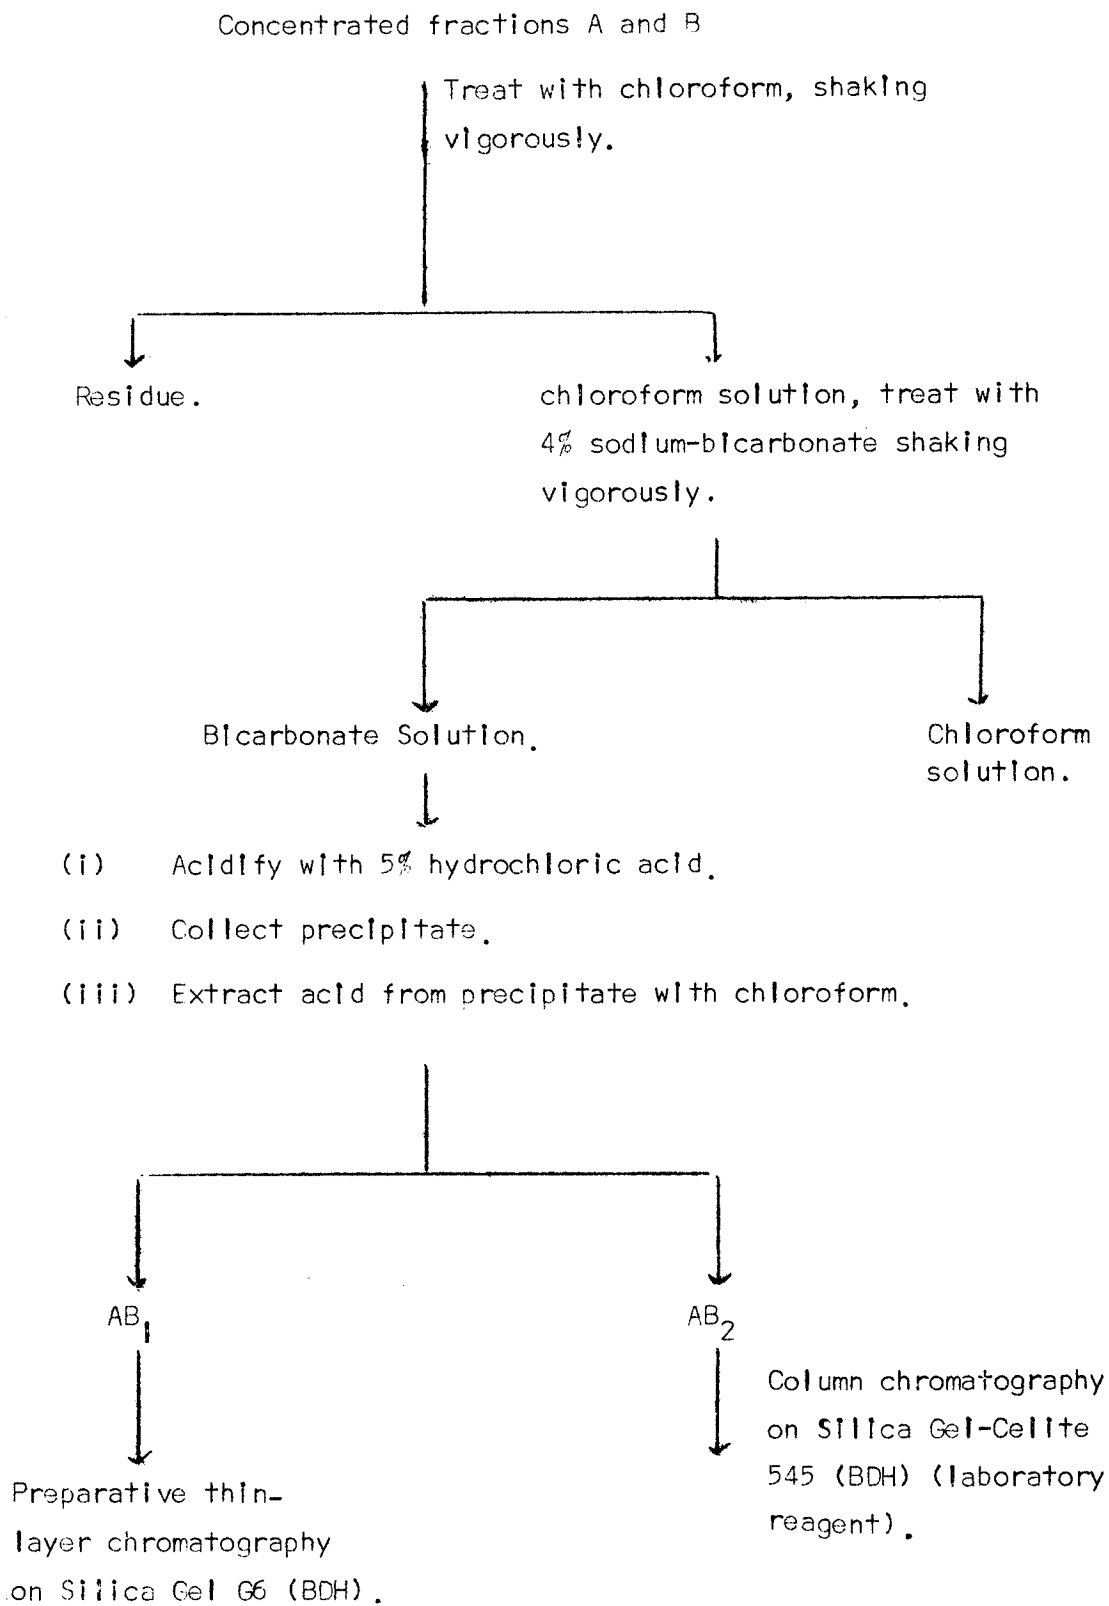 Concentrated fractions A and B
Treat with chloroform, shaking
vigorously.
Residue.
chloroform solution, treat with
4% sodium-bicarbonate shaking
vigorously.
Bicarbonate Solution.
Chloroform
solution.
(i) Acidify with 5% hydrochloric acid.
(ii) Collect precipitate.
(iii) Extract acid from precipitate with chloroform.
AB1
AB2
Column chromatography
on Silica Gel-Celite
545 (BDH) (laboratory
reagent).
Preparative thin-
layer chromatography
on Silica Gel G6 (BDH).